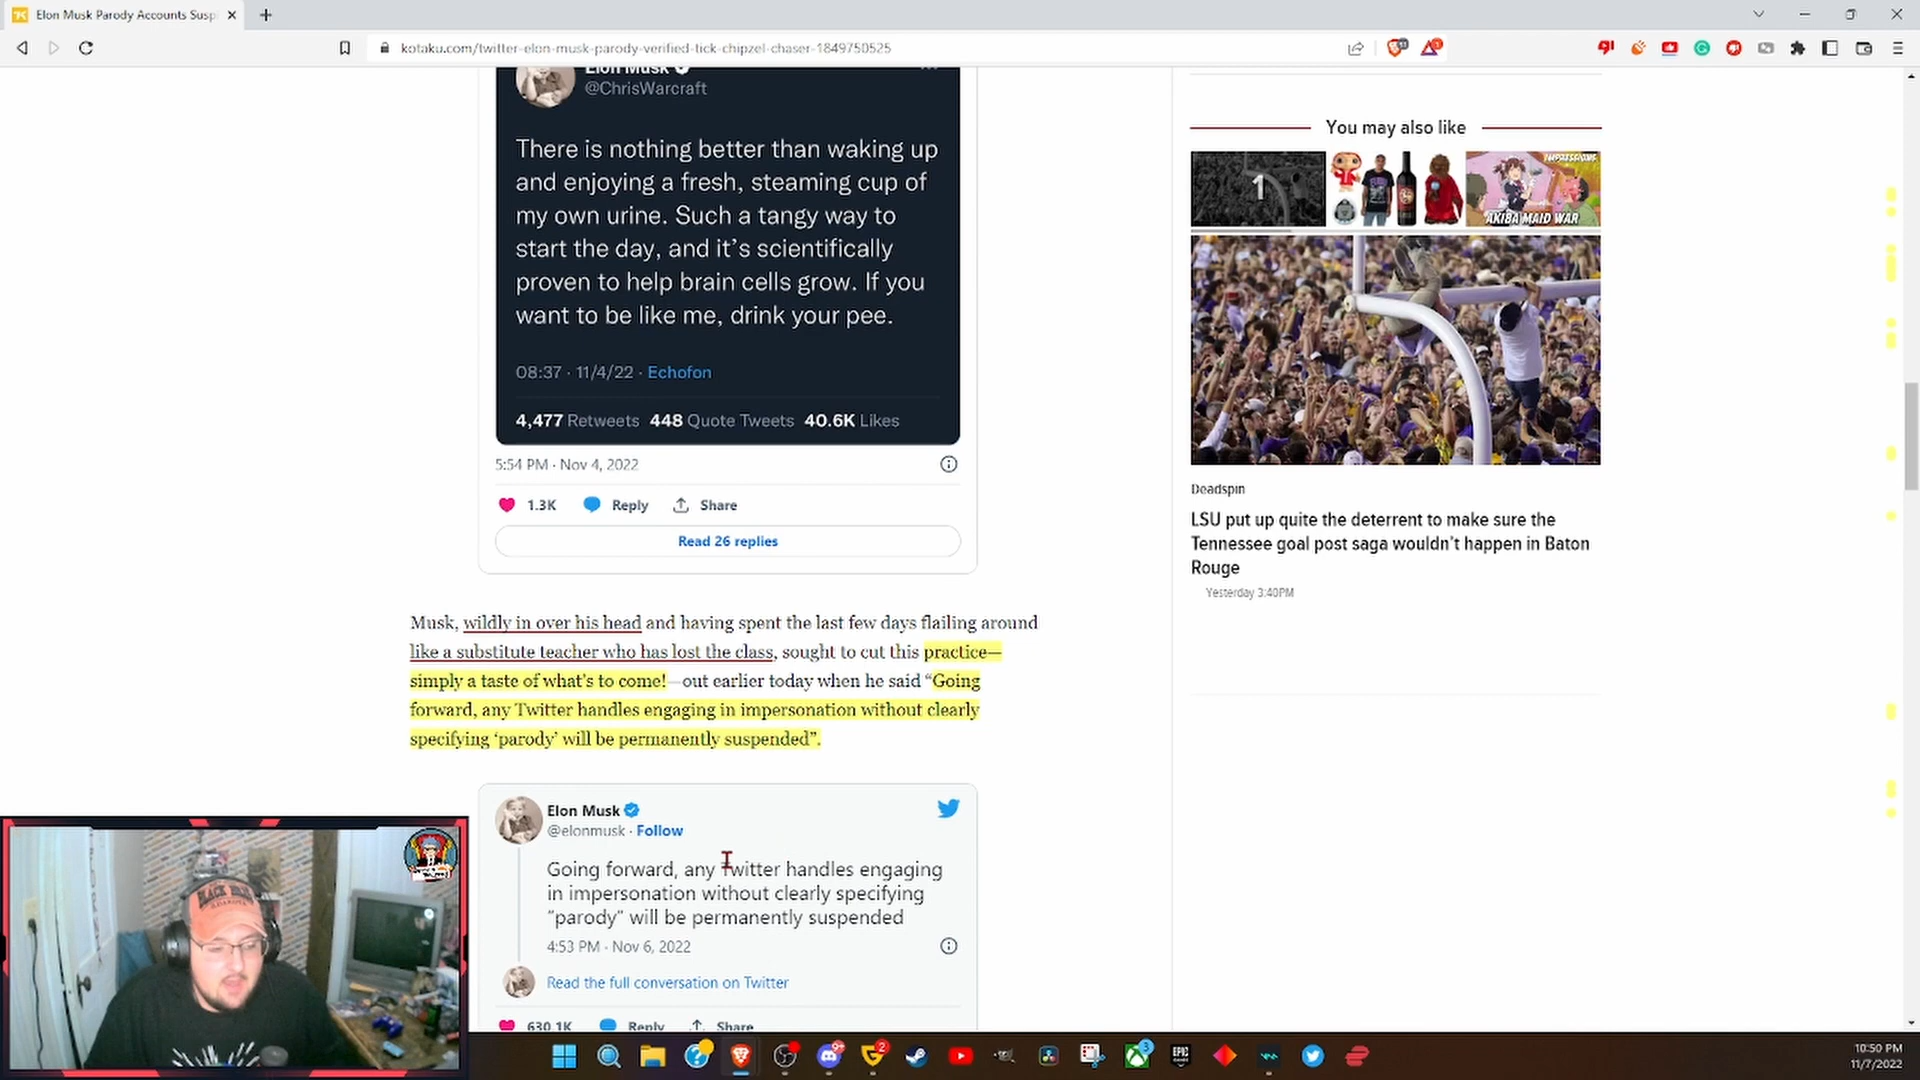 Elon Musk Parody Accounts Susp
kotaku.com/twitter-elon-musk-parody-verified-tick-chipzel-chaser-1849750525
Elon Musk
@ChrisWarcraft
There is nothing better than waking up
and enjoying a fresh, steaming cup of
my own urine. Such a tangy way to
start the day, and it’s scientifically
proven to help brain cells grow. If you
want to be like me, drink your pee.
08:37 · 11/4/22 · Echofon
4,477 Retweets 448 Quote Tweets 40.6K Likes
5:54 PM · Nov 4, 2022
1.3K Reply Share
Read 26 replies
Musk, wildly in over his head and having spent the last few days flailing around
like a substitute teacher who has lost the class, sought to cut this practice—
simply a taste of what’s to come!—out earlier today when he said “Going
forward, any Twitter handles engaging in impersonation without clearly
specifying ‘parody’ will be permanently suspended”.
Elon Musk
@elonmusk · Follow
Going forward, any Twitter handles engaging
in impersonation without clearly specifying
“parody” will be permanently suspended
4:53 PM · Nov 6, 2022
Read the full conversation on Twitter
630.1K Reply Share
You may also like
1
IMPRESSIONS
AKIBA MAID WAR
Deadspin
LSU put up quite the deterrent to make sure the
Tennessee goal post saga wouldn’t happen in Baton
Rouge
Yesterday 3:40PM
BLACK RIFLE
EPIC
GAMES
10:50 PM
11/7/2022